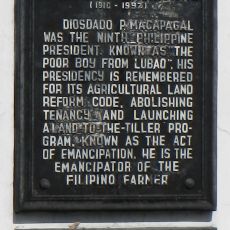 (1910 - 1997)
DIOSDADO P. MACAPAGAL
WAS THE NINTH PHILIPPINE
PRESIDENT. KNOWN AS "THE
POOR BOY FROM LUBAO", HIS
PRESIDENCY IS REMEMBERED
FOR ITS AGRICULTURAL LAND
REFORM CODE, ABOLISHING
TENANCY AND LAUNCHING
A LAND-TO-THE-TILLER PRO-
GRAM, KNOWN AS THE ACT
OF EMANCIPATION. HE IS THE
EMANCIPATOR OF THE
FILIPINO FARMER